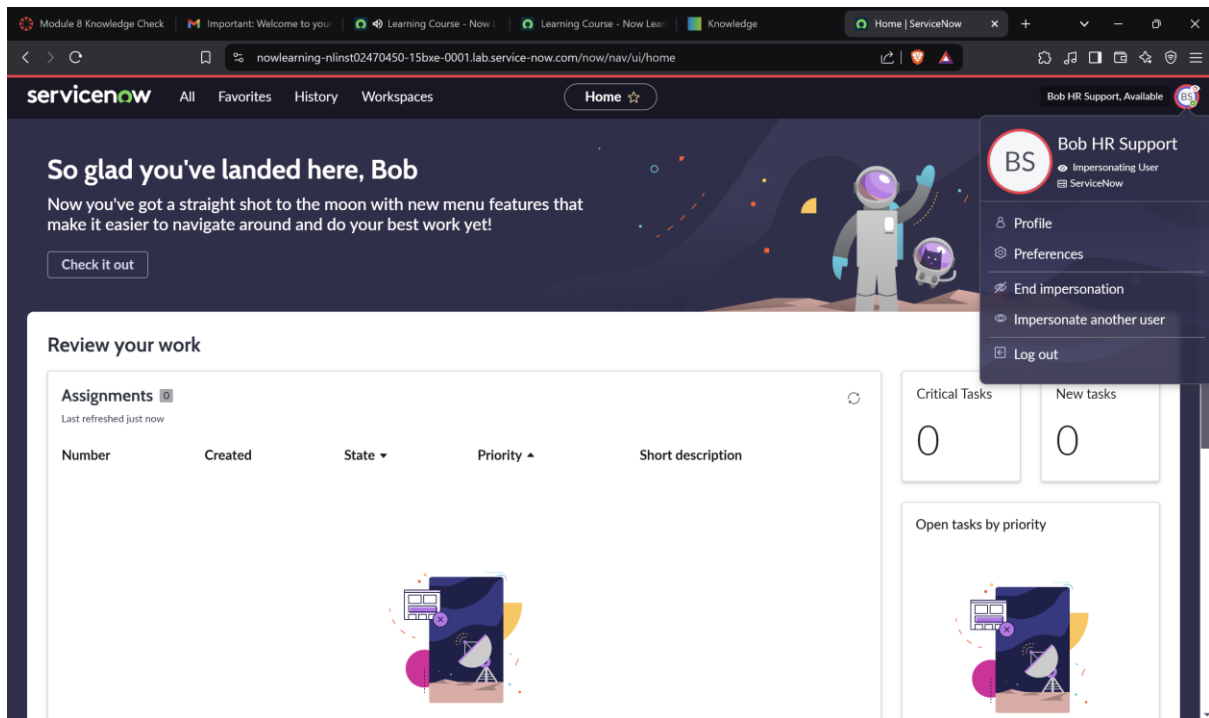 Module 8 Knowledge Check
Important: Welcome to your
Learning Course - Now L
Learning Course - Now Lear
Knowledge
Home | ServiceNow
nowlearning-nlinst02470450-15bxe-0001.lab.service-now.com/now/nav/ui/home
servicenow
All
Favorites
History
Workspaces
Home
Bob HR Support, Available
BS
So glad you've landed here, Bob
Now you've got a straight shot to the moon with new menu features that
make it easier to navigate around and do your best work yet!
Check it out
BS
Bob HR Support
Impersonating User
ServiceNow
Profile
Preferences
End impersonation
Impersonate another user
Log out
Review your work
Assignments 0
Last refreshed just now
Number
Created
State
Priority
Short description
Critical Tasks
0
New tasks
0
Open tasks by priority